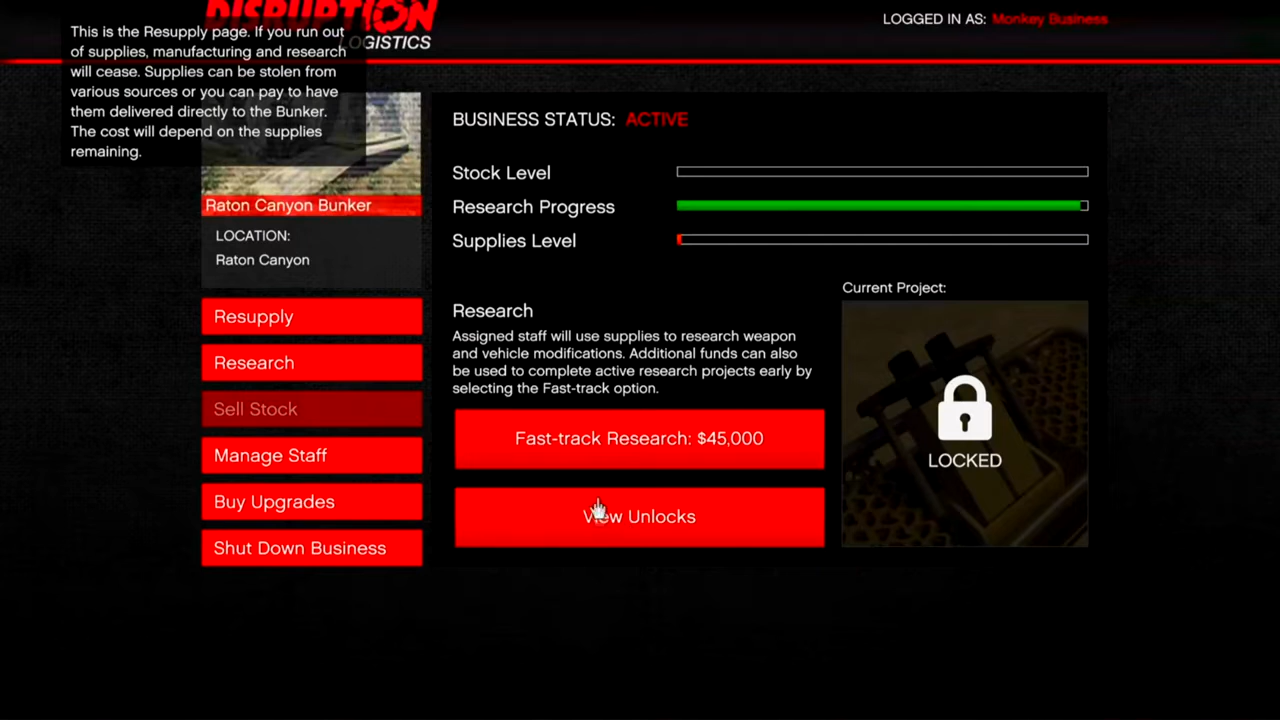 DISRUPTION
LOGISTICS
LOGGED IN AS: Monkey Business
This is the Resupply page. If you run out
of supplies, manufacturing and research
will cease. Supplies can be stolen from
various sources or you can pay to have
them delivered directly to the Bunker.
The cost will depend on the supplies
remaining.
Raton Canyon Bunker
LOCATION:
Raton Canyon
Resupply
Research
Sell Stock
Manage Staff
Buy Upgrades
Shut Down Business
BUSINESS STATUS: ACTIVE
Stock Level
Research Progress
Supplies Level
Research
Assigned staff will use supplies to research weapon
and vehicle modifications. Additional funds can also
be used to complete active research projects early by
selecting the Fast-track option.
Fast-track Research: $45,000
View Unlocks
Current Project:
LOCKED